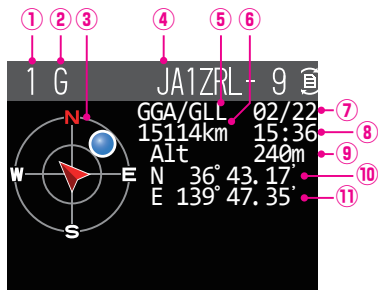 ① ② ③ ④ ⑤ ⑥
1 G JA1ZRL- 9
GGA/GLL 02/22 ⑦
15114km 15:36 ⑧
Alt 240m ⑨
N 36°43.17' ⑩
E 139°47.35' ⑪
N
W E
S